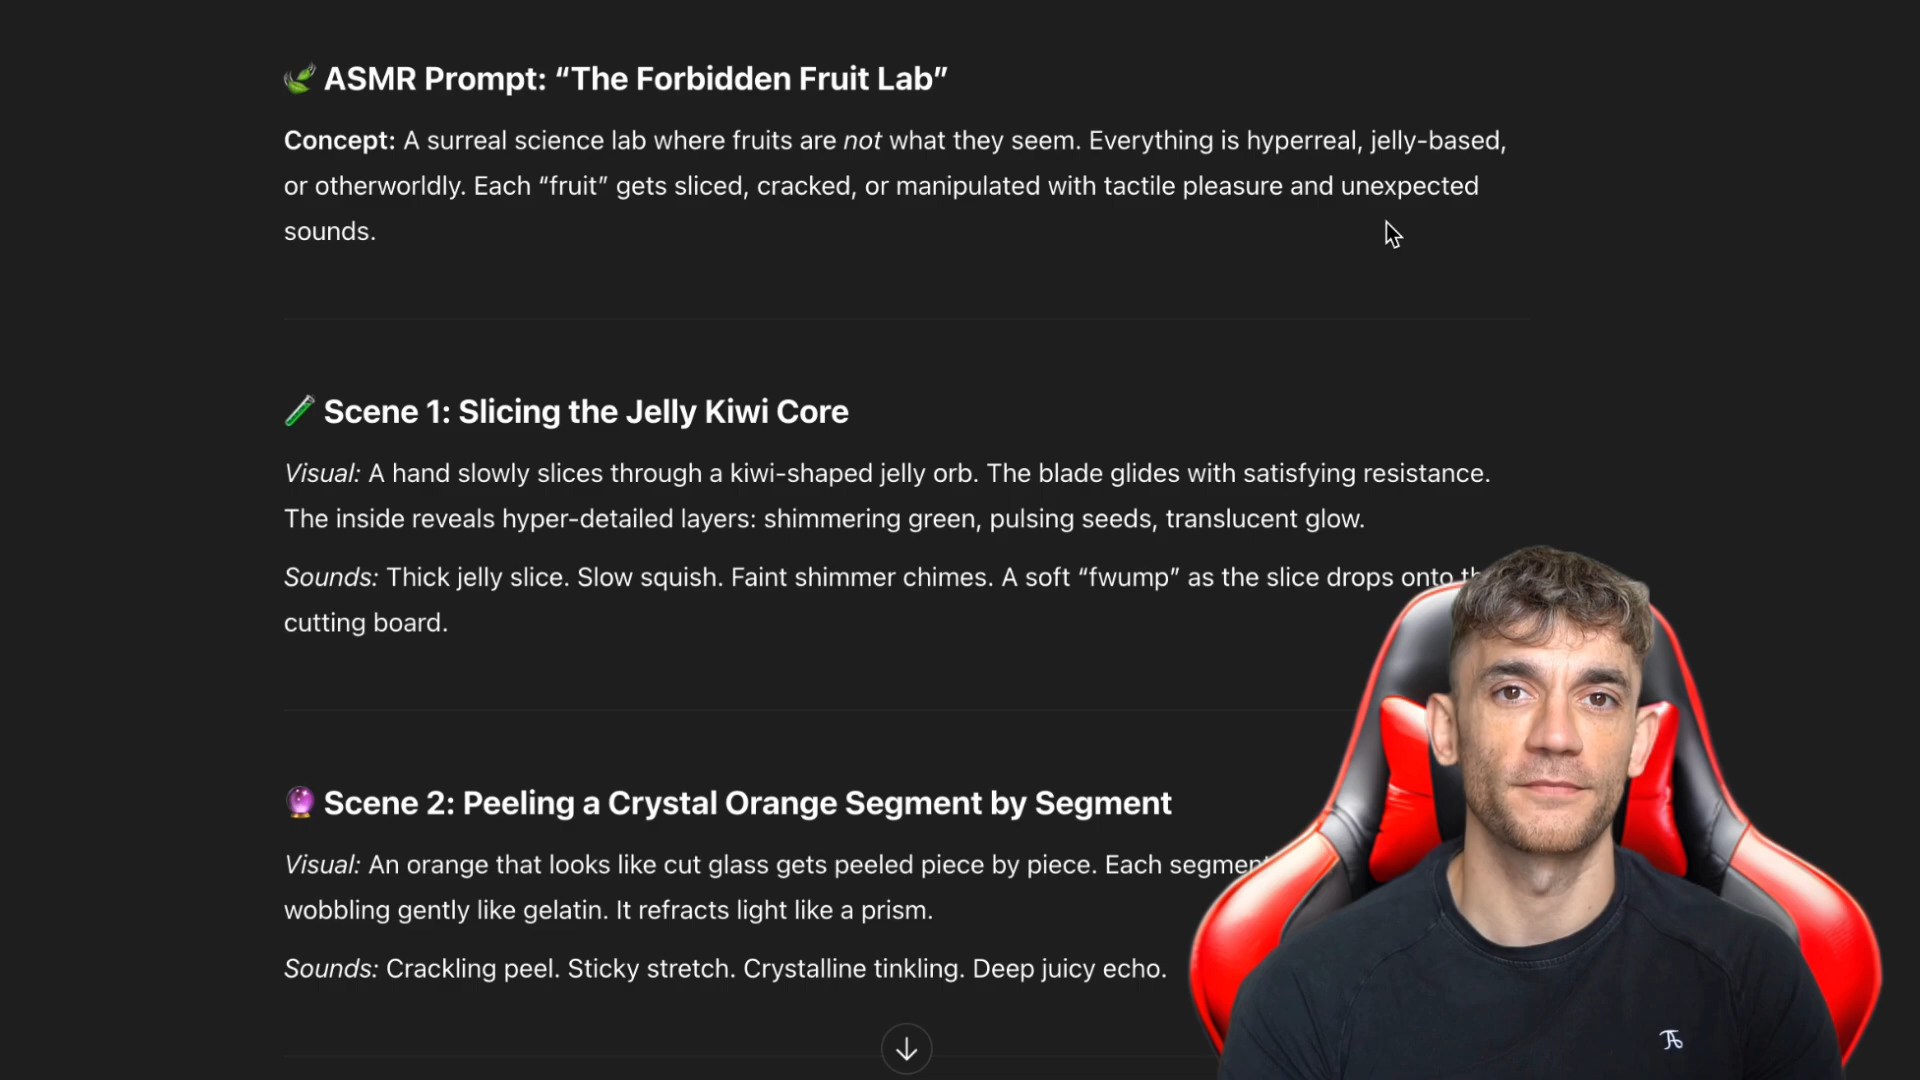 ASMR Prompt: “The Forbidden Fruit Lab”
Concept: A surreal science lab where fruits are not what they seem. Everything is hyperreal, jelly-based,
or otherworldly. Each “fruit” gets sliced, cracked, or manipulated with tactile pleasure and unexpected
sounds.
Scene 1: Slicing the Jelly Kiwi Core
Visual: A hand slowly slices through a kiwi-shaped jelly orb. The blade glides with satisfying resistance.
The inside reveals hyper-detailed layers: shimmering green, pulsing seeds, translucent glow.
Sounds: Thick jelly slice. Slow squish. Faint shimmer chimes. A soft “fwump” as the slice drops onto
cutting board.
Scene 2: Peeling a Crystal Orange Segment by Segment
Visual: An orange that looks like cut glass gets peeled piece by piece. Each segment
wobbling gently like gelatin. It refracts light like a prism.
Sounds: Crackling peel. Sticky stretch. Crystalline tinkling. Deep juicy echo.